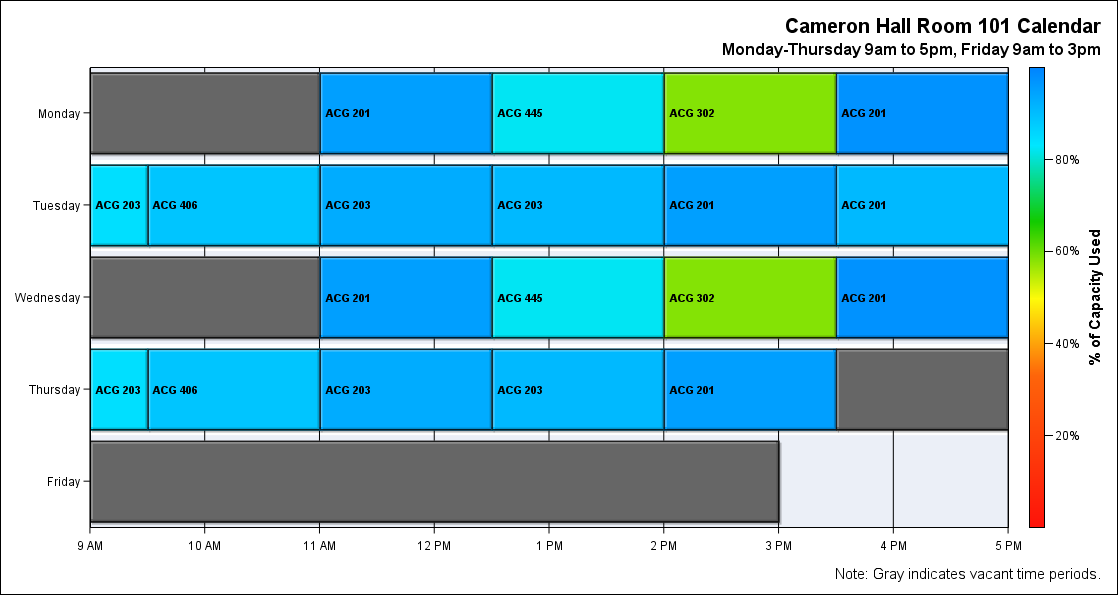 Cameron Hall Room 101 Calendar
Monday-Thursday 9am to 5pm, Friday 9am to 3pm
Monday
ACG 201
ACG 445
ACG 302
ACG 201
Tuesday
ACG 203
ACG 406
ACG 203
ACG 203
ACG 201
ACG 201
Wednesday
ACG 201
ACG 445
ACG 302
ACG 201
Thursday
ACG 203
ACG 406
ACG 203
ACG 203
ACG 201
Friday
9 AM
10 AM
11 AM
12 PM
1 PM
2 PM
3 PM
4 PM
5 PM
80%
60%
40%
20%
% of Capacity Used
Note: Gray indicates vacant time periods.